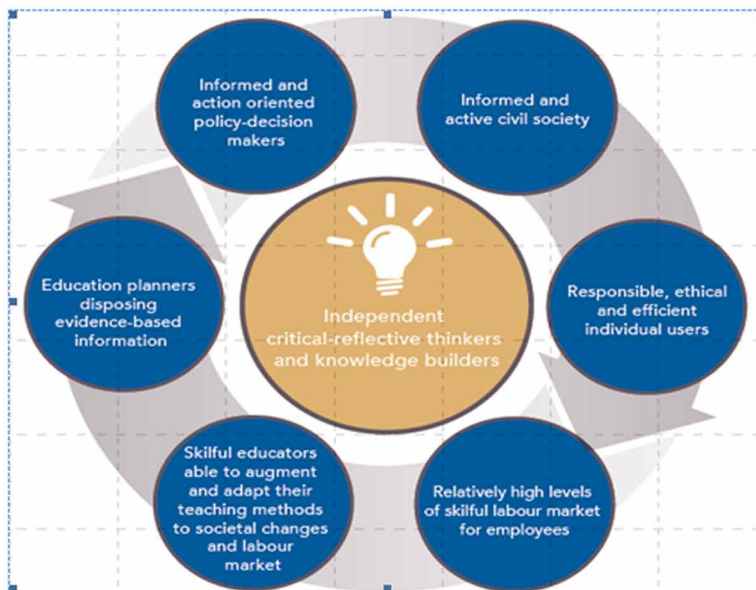 Informed and
action oriented
policy-decision
makers
Informed and
active civil society
Education planners
disposing
evidence-based
information
Independent
critical-reflective thinkers
and knowledge builders
Responsible, ethical
and efficient
individual users
Skilful educators
able to augment
and adapt their
teaching methods
to societal changes
and labour
market
Relatively high levels
of skilful labour market
for employees